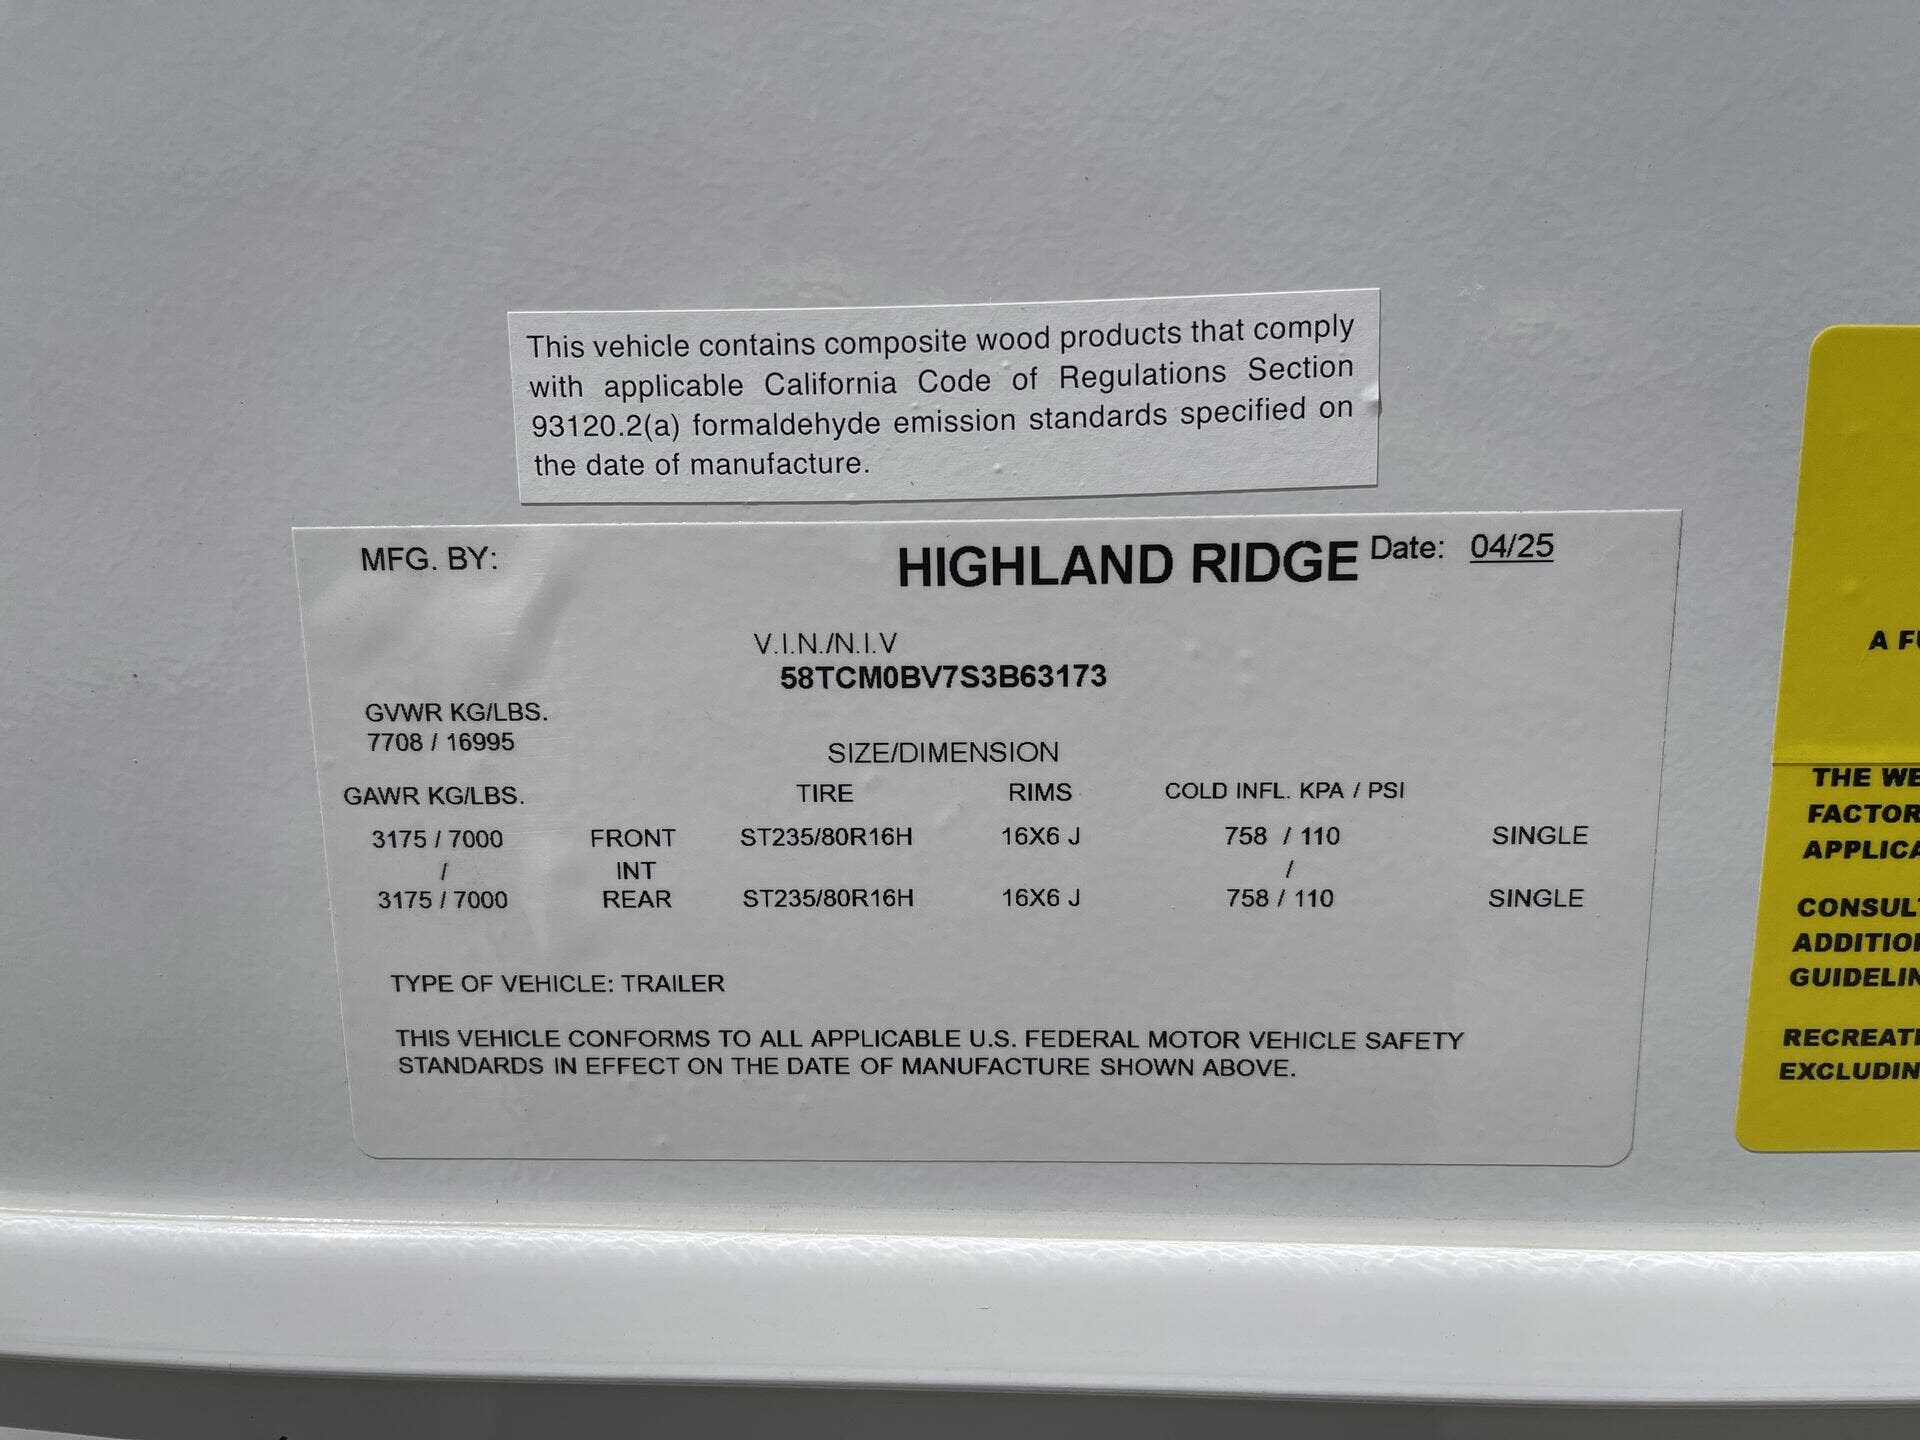 This vehicle contains composite wood products that comply
with applicable California Code of Regulations Section
93120.2(a) formaldehyde emission standards specified on
the date of manufacture.
MFG. BY: HIGHLAND RIDGE Date: 04/25
V.I.N./N.I.V
58TCM0BV7S3B63173
GVWR KG/LBS.
7708 / 16995
SIZE/DIMENSION
GAWR KG/LBS. TIRE RIMS COLD INFL. KPA / PSI
3175 / 7000 FRONT ST235/80R16H 16X6 J 758 / 110 SINGLE
/ INT /
3175 / 7000 REAR ST235/80R16H 16X6 J 758 / 110 SINGLE
TYPE OF VEHICLE: TRAILER
THIS VEHICLE CONFORMS TO ALL APPLICABLE U.S. FEDERAL MOTOR VEHICLE SAFETY
STANDARDS IN EFFECT ON THE DATE OF MANUFACTURE SHOWN ABOVE.
A
THE